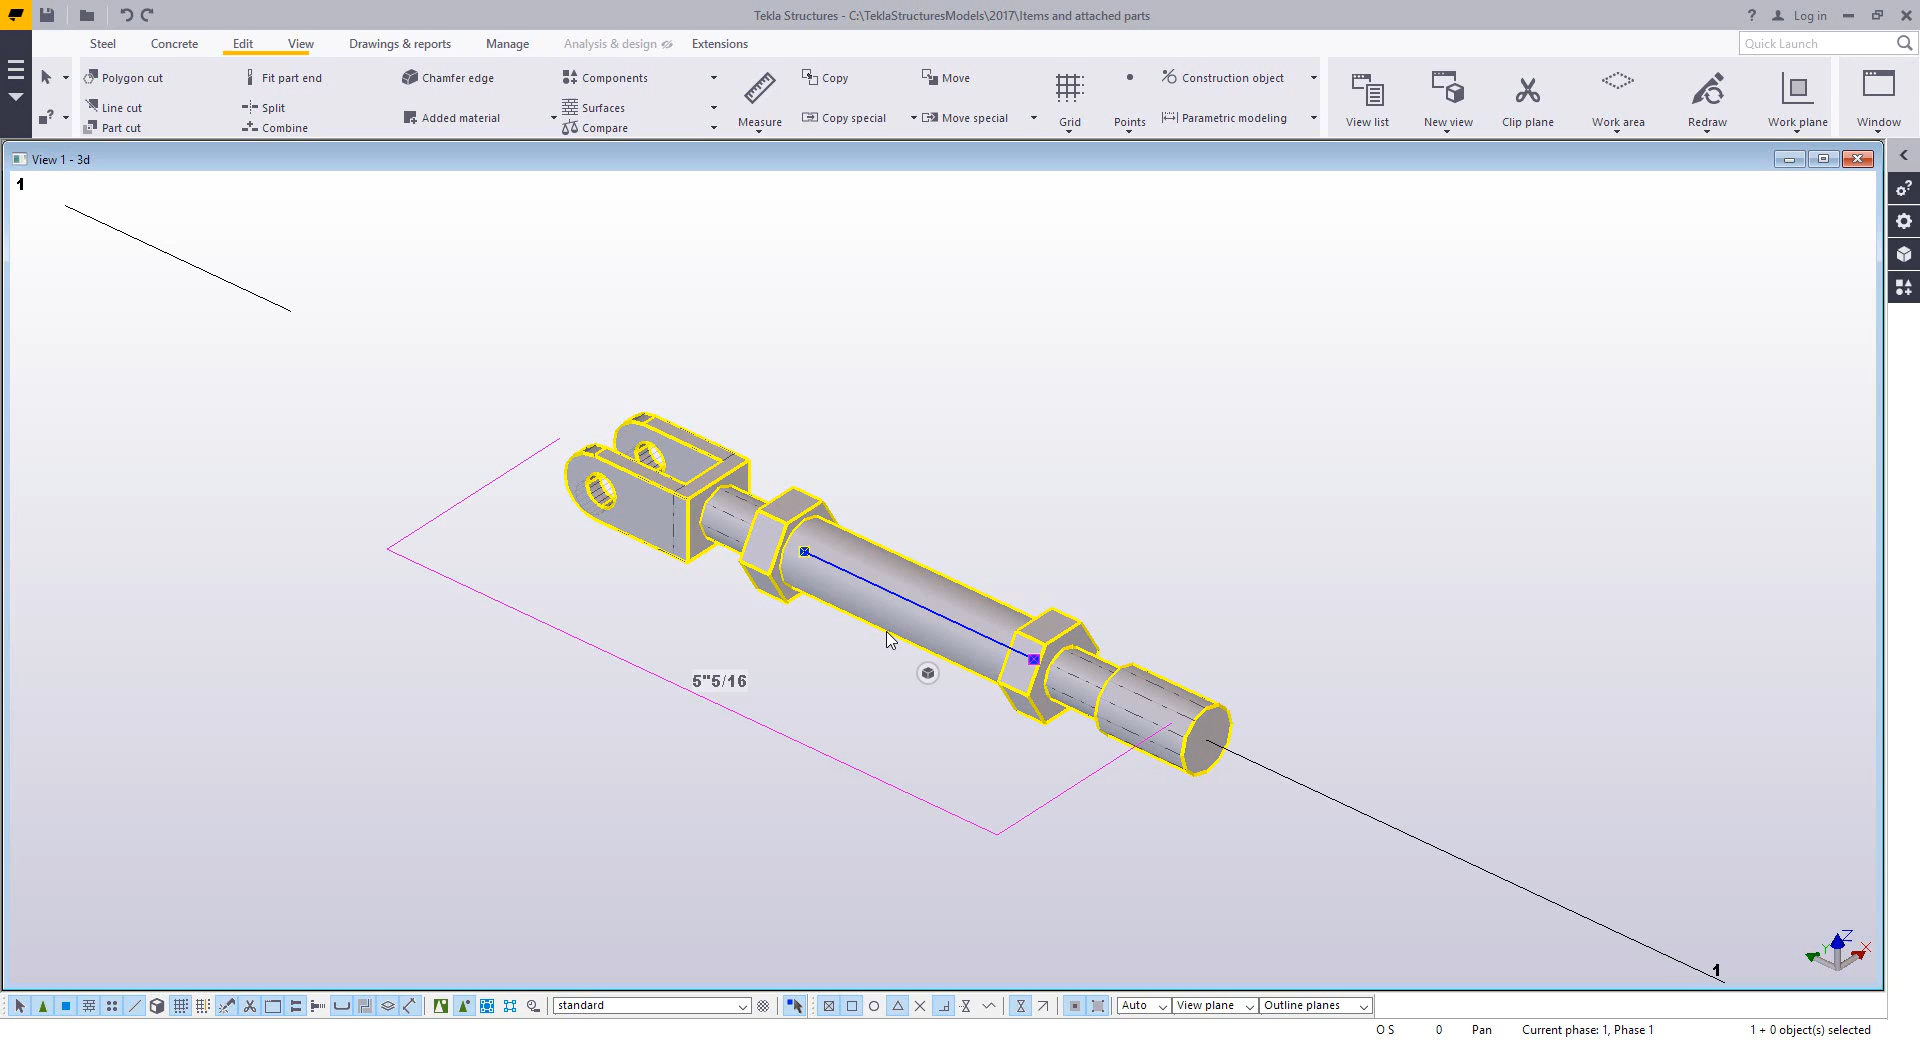 Tekla Structures - C:\TeklaStructuresModels\2017\Items and attached parts
? Log in
Steel Concrete Edit View Drawings & reports Manage Analysis & design Extensions
Quick Launch
Polygon cut Fit part end Chamfer edge Components Copy Move Construction object
Line cut Split Surfaces
Added material Copy special Move special Parametric modeling
Part cut Combine Compare
Measure Grid Points View list New view Clip plane Work area Redraw Work plane Window
View 1 - 3d
1
5"5/16
Z
Y X
1
standard Auto View plane Outline planes
O S 0 Pan Current phase: 1, Phase 1 1 + 0 object(s) selected